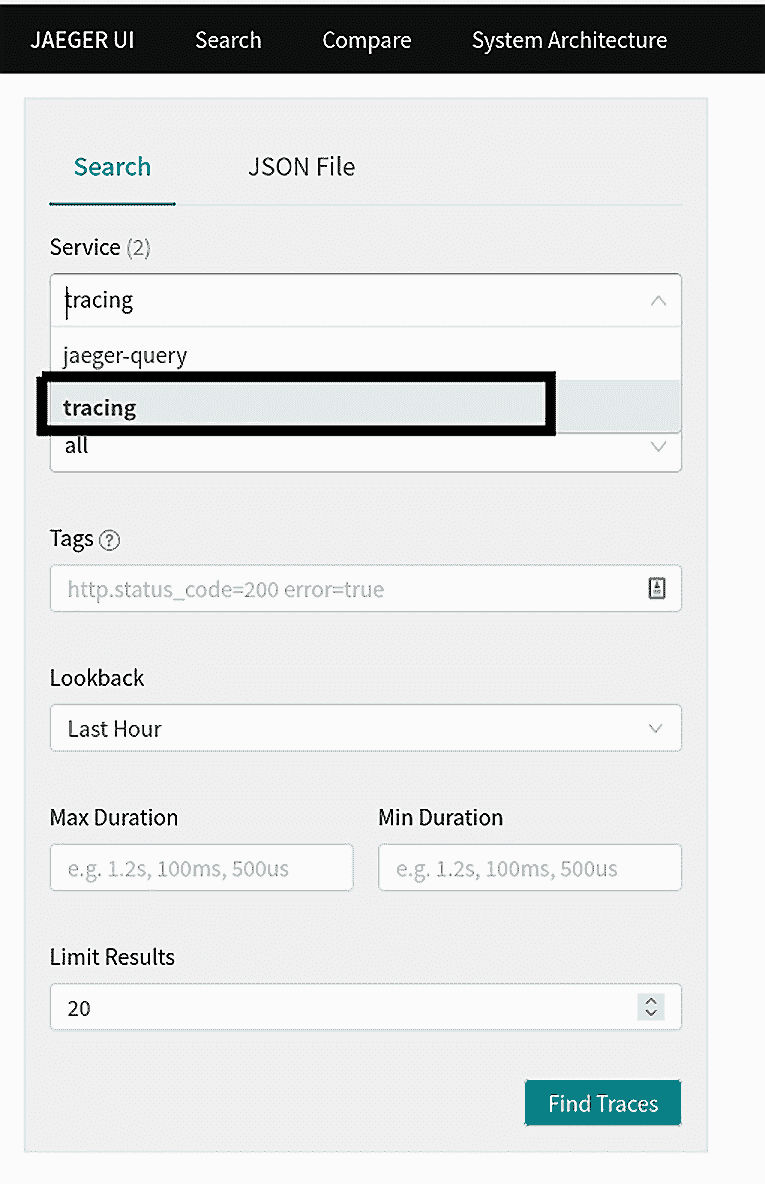 JAEGER UI Search Compare System Architecture
Search JSON File
Service (2)
tracing
jaeger-query
tracing
all
Tags ?
http.status_code=200 error=true
Lookback
Last Hour
Max Duration Min Duration
e.g. 1.2s, 100ms, 500us e.g. 1.2s, 100ms, 500us
Limit Results
20
Find Traces